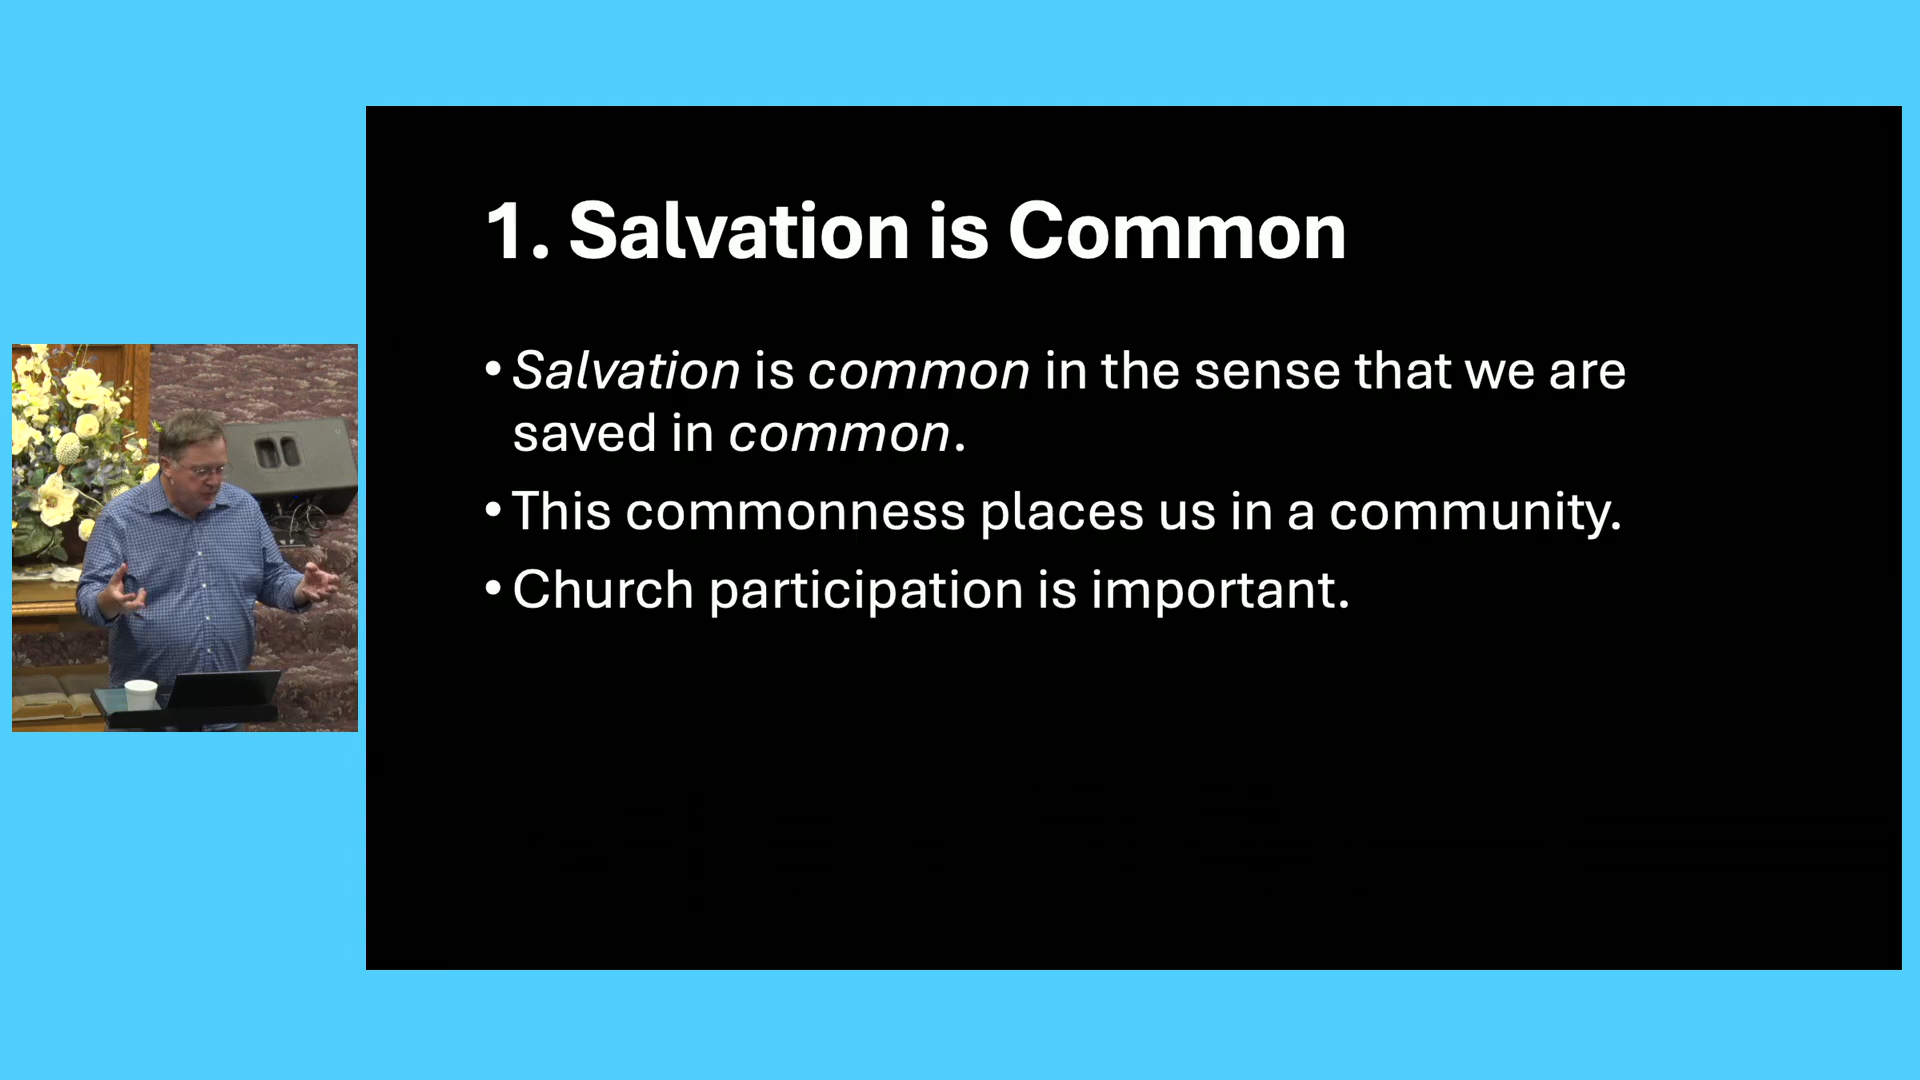 1. Salvation is Common
• Salvation is common in the sense that we are
saved in common.
• This commonness places us in a community.
• Church participation is important.